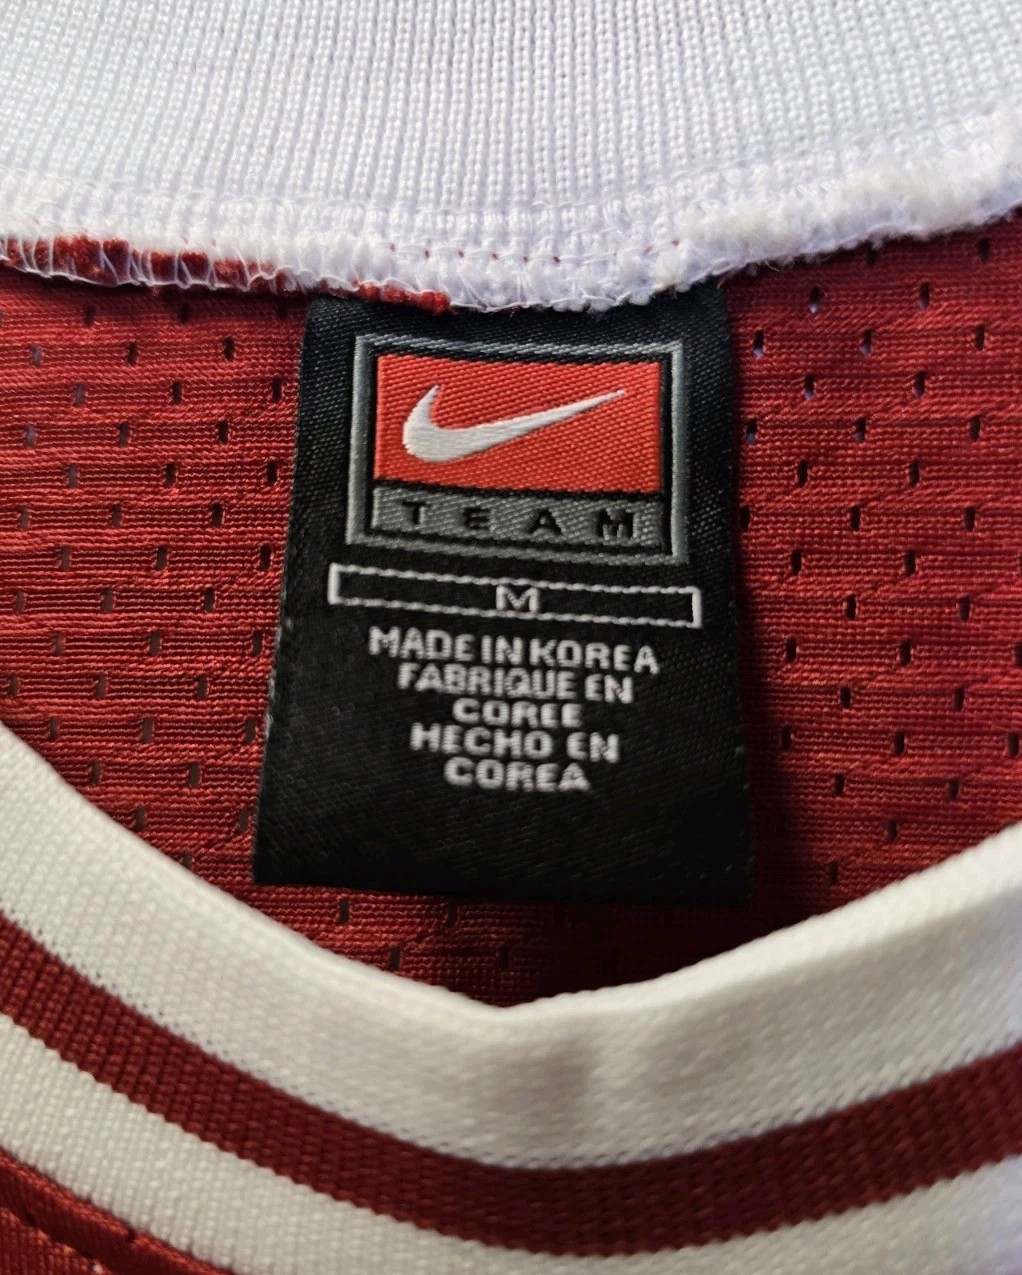 TEAM
M
MADE IN KOREA
FABRIQUE EN
COREE
HECHO EN
COREA